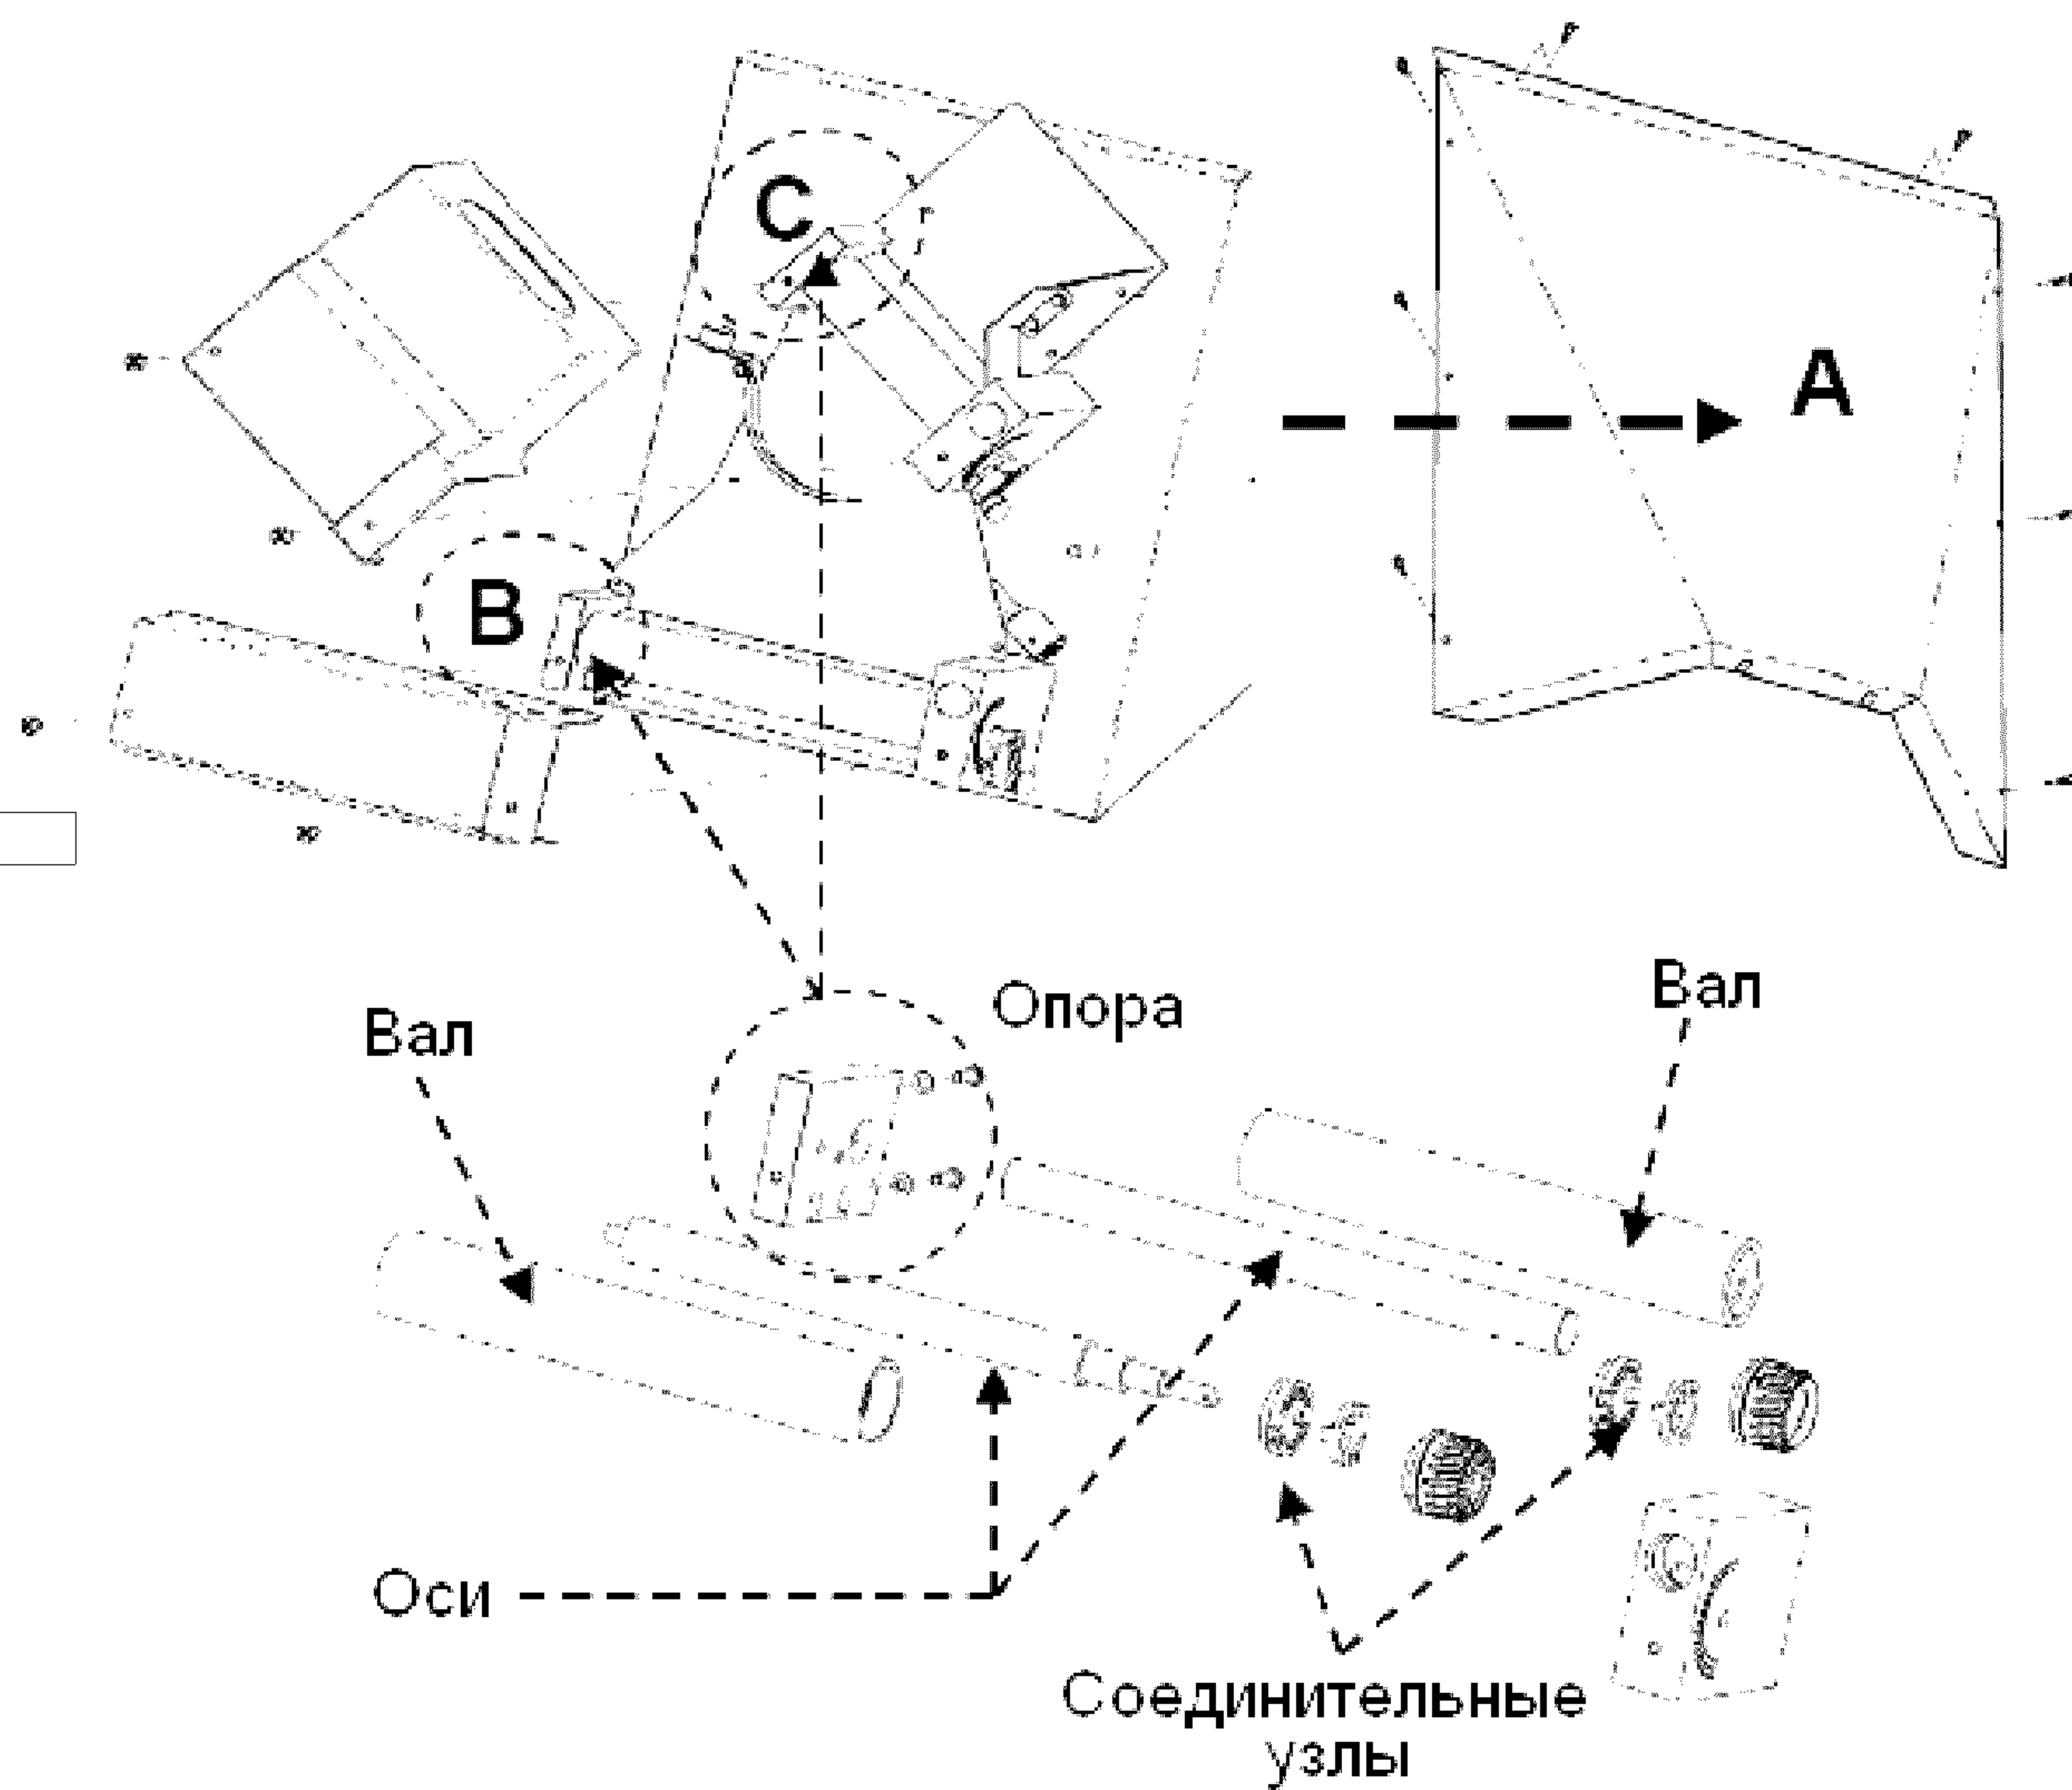 C
A
B
Опора
Вал
Вал
Оси
Соединительные
узлы